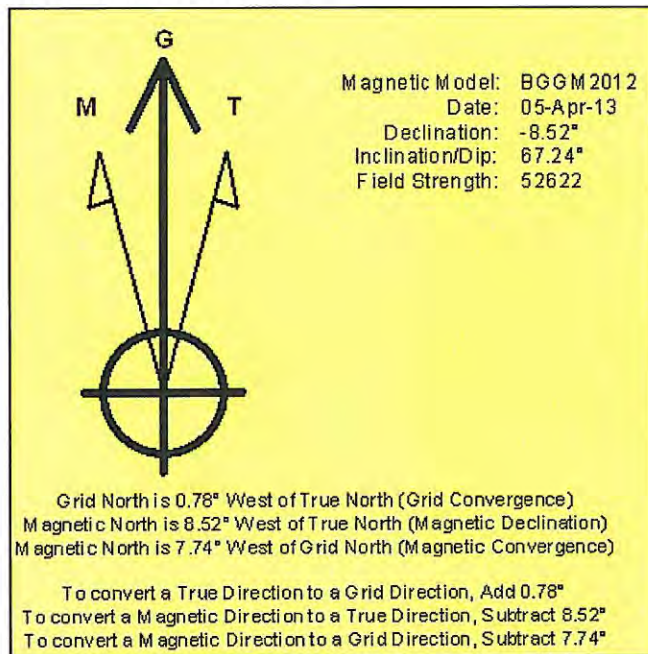 G
M T
Magnetic Model: BGGM2012
Date: 05-Apr-13
Declination: -8.52°
Inclination/Dip: 67.24°
Field Strength: 52622
Grid North is 0.78° West of True North (Grid Convergence)
Magnetic North is 8.52° West of True North (Magnetic Declination)
Magnetic North is 7.74° West of Grid North (Magnetic Convergence)
To convert a True Direction to a Grid Direction, Add 0.78°
To convert a Magnetic Direction to a True Direction, Subtract 8.52°
To convert a Magnetic Direction to a Grid Direction, Subtract 7.74°